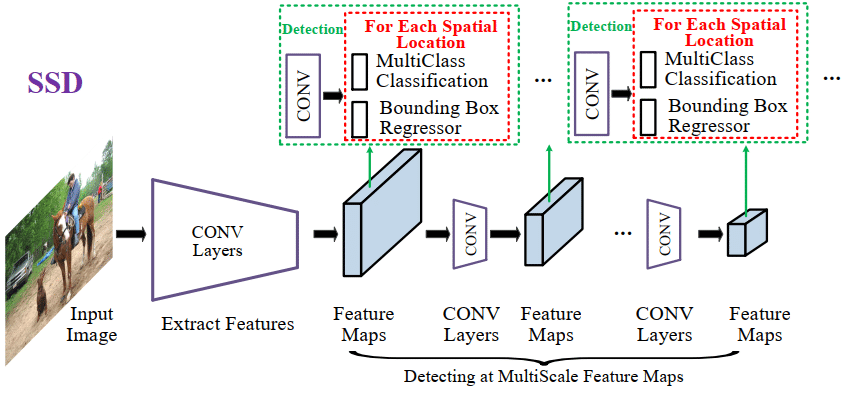 SSD
Detection
For Each Spatial
Location
CONV
MultiClass
Classification
Bounding Box
Regressor
...
Detection
For Each Spatial
Location
CONV
MultiClass
Classification
Bounding Box
Regressor
...
CONV
Layers
CONV
...
CONV
Input
Image
Extract Features
Feature
Maps
CONV
Layers
Feature
Maps
CONV
Layers
Feature
Maps
Detecting at MultiScale Feature Maps